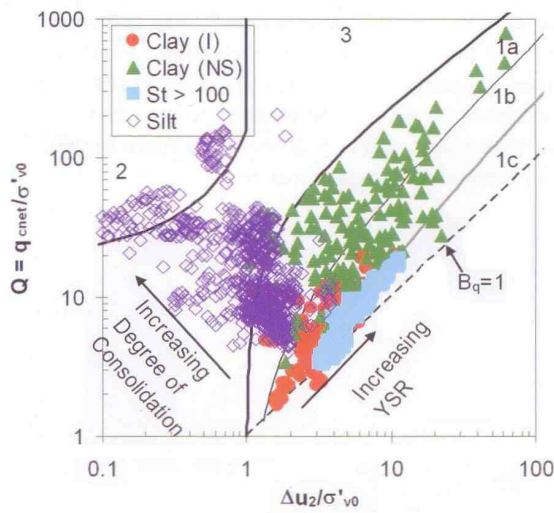 1000
100
10
1
Q = q cnet/σ'v0
Clay (I)
Clay (NS)
St > 100
Silt
3
1a
1b
1c
2
Bq=1
Increasing
Degree of
Consolidation
Increasing
YSR
0.1
1
10
100
Δu2/σ'v0